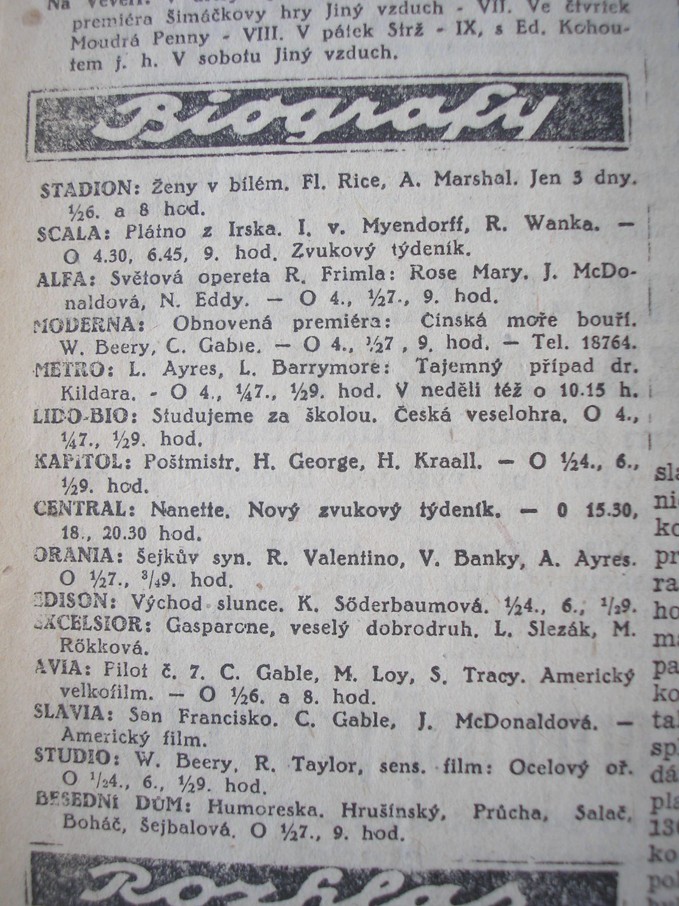 premiéra Šimáčkovy hry Jiný vzduch - VII. Ve čtvrtek
Moudrá Penny - VIII. V pátek Strž - IX, s Ed. Kohou-
tem j. h. V sobotu Jiný vzduch.
Biografy
STADION: Ženy v bílém. Fl. Rice, A. Marshal. Jen 3 dny.
½6. a 8 hod.
SCALA: Plátno z Irska. I. v. Myendorff, R. Wanka. —
O 4.30, 6.45, 9. hod. Zvukový týdeník.
ALFA: Světová opereta R. Frimla: Rose Mary. J. McDo-
naldová, N. Eddy. — O 4., ½7., 9. hod.
MODERNA: Obnovená premiéra: Čínská moře bouří.
W. Beery, C. Gable. — O 4., ½7 , 9. hod. — Tel. 18764.
METRO: L. Ayres, L. Barrymore: Tajemný případ dr.
Kildara. - O 4., ¼7., ½9. hod. V neděli též o 10.15 h.
LIDO-BIO: Studujeme za školou. Česká veselohra. O 4.,
¼7., ½9. hod.
KAPITOL: Poštmistr. H. George, H. Kraall. — O ½4., 6.,
½9. hod.
CENTRAL: Nanette. Nový zvukový týdeník. — 0 15.30,
18., 20.30 hod.
ORANIA: Šejkův syn. R. Valentino, V. Banky, A. Ayres.
O ½7., ¾9. hod.
EDISON: Východ slunce. K. Söderbaumová. ½4., 6., ½9.
EXCELSIOR: Gasparone, veselý dobrodruh. L. Slezák, M.
Rökková.
AVIA: Pilot č. 7. C. Gable, M. Loy, S. Tracy. Americký
velkofilm. — O ½6. a 8. hod.
SLAVIA: San Francisko. C. Gable, J. McDonaldová. —
Americký film.
STUDIO: W. Beery, R. Taylor, sens. film: Ocelový oř.
O ½4., 6., ½9. hod.
BESEDNÍ DŮM: Humoreska. Hrušínský, Průcha, Salač,
Boháč, Šejbalová. O ½7., 9. hod.
Rozhlas